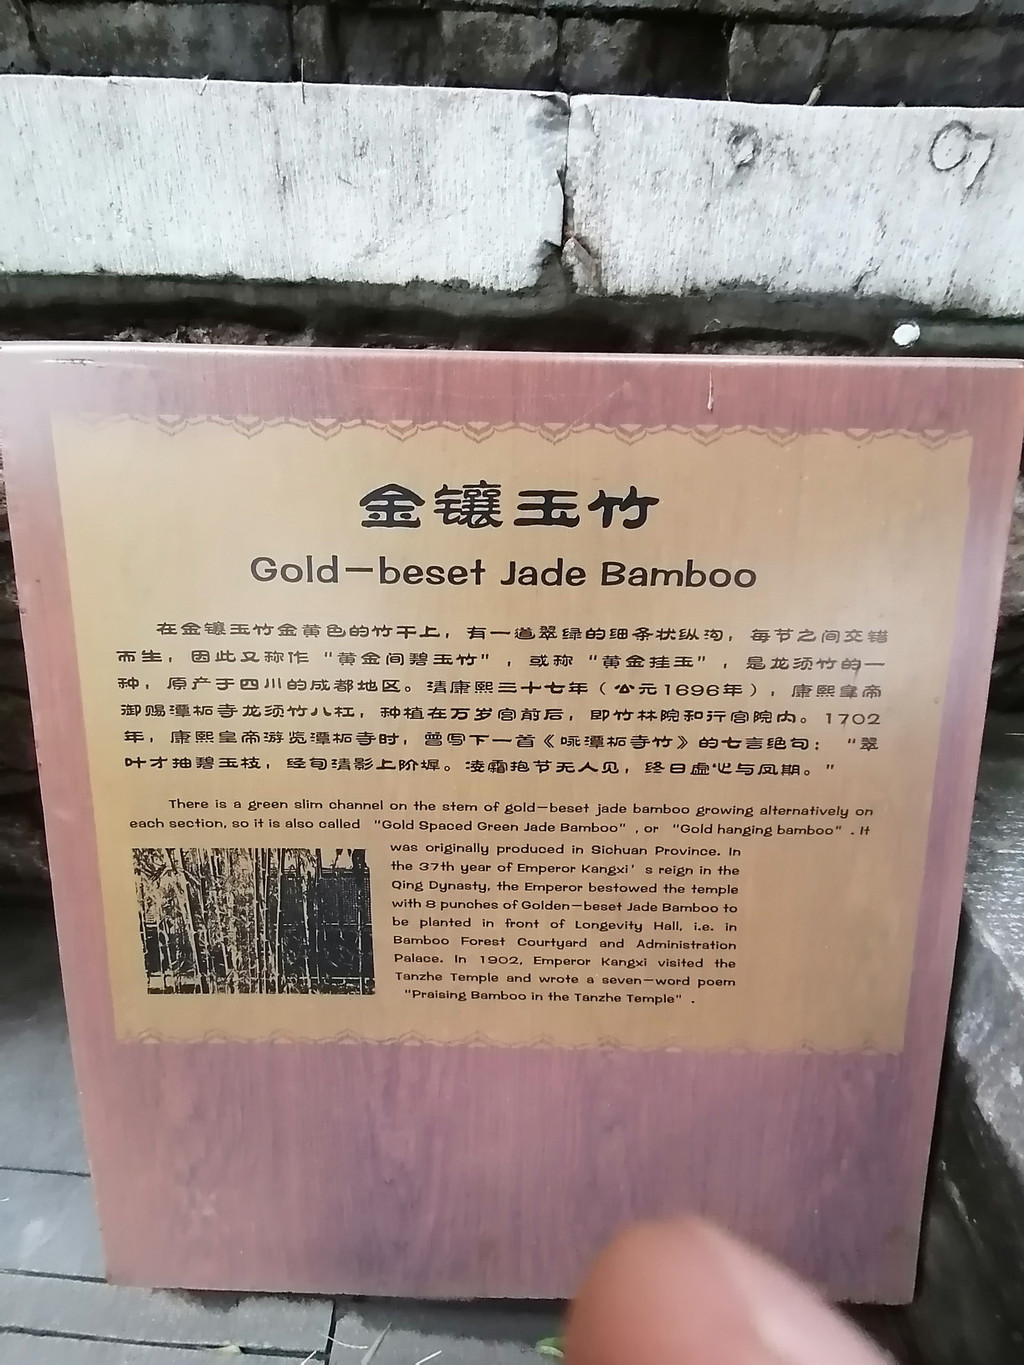 金镶玉竹
Gold-beset Jade Bamboo
在金镶玉竹金黄色的竹干上，有一道翠绿的细条状纵沟，每节之间交错
而生，因此又称作“黄金间碧玉竹”，或称“黄金挂玉”，是龙须竹的一
种，原产于四川的成都地区。清康熙三十七年（公元1696年），康熙皇帝
御赐潭柘寺龙须竹八杠，种植在万岁宫前后，即竹林院和行宫院内。1702
年，康熙皇帝游览潭柘寺时，曾写下一首《咏潭柘寺竹》的七言绝句：“翠
叶才抽碧玉枝，经旬清影上阶墀。凌霜抱节无人见，终日虚心与凤期。”
There is a green slim channel on the stem of gold-beset jade bamboo growing alternatively on
each section, so it is also called “Gold Spaced Green Jade Bamboo”, or “Gold hanging bamboo”. It
was originally produced in Sichuan Province. In
the 37th year of Emperor Kangxi’s reign in the
Qing Dynasty, the Emperor bestowed the temple
with 8 punches of Golden-beset Jade Bamboo to
be planted in front of Longevity Hall, i.e. in
Bamboo Forest Courtyard and Administration
Palace. In 1902, Emperor Kangxi visited the
Tanzhe Temple and wrote a seven-word poem
“Praising Bamboo in the Tanzhe Temple”.